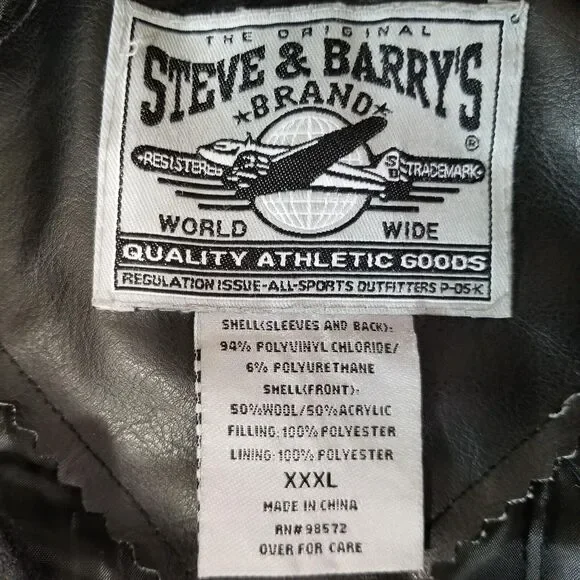 THE ORIGINAL
STEVE & BARRY'S
®
BRAND
REGISTERED TRADEMARK
WORLD WIDE
QUALITY ATHLETIC GOODS
REGULATION ISSUE-ALL-SPORTS OUTFITTERS P-05-K
SHELL(SLEEVES AND BACK):
94% POLYVINYL CHLORIDE/
6% POLYURETHANE
SHELL(FRONT):
50%WOOL/50%ACRYLIC
FILLING:100% POLYESTER
LINING:100% POLYESTER
XXXL
MADE IN CHINA
RN#98572
OVER FOR CARE